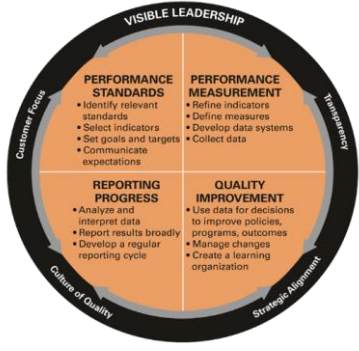 VISIBLE LEADERSHIP
Customer Focus
Transparency
PERFORMANCE
STANDARDS
• Identify relevant
standards
• Select indicators
• Set goals and targets
• Communicate
expectations
PERFORMANCE
MEASUREMENT
• Refine indicators
• Define measures
• Develop data systems
• Collect data
REPORTING
PROGRESS
• Analyze and
interpret data
• Report results broadly
• Develop a regular
reporting cycle
QUALITY
IMPROVEMENT
• Use data for decisions
to improve policies,
programs, outcomes
• Manage changes
• Create a learning
organization
Culture of Quality
Strategic Alignment